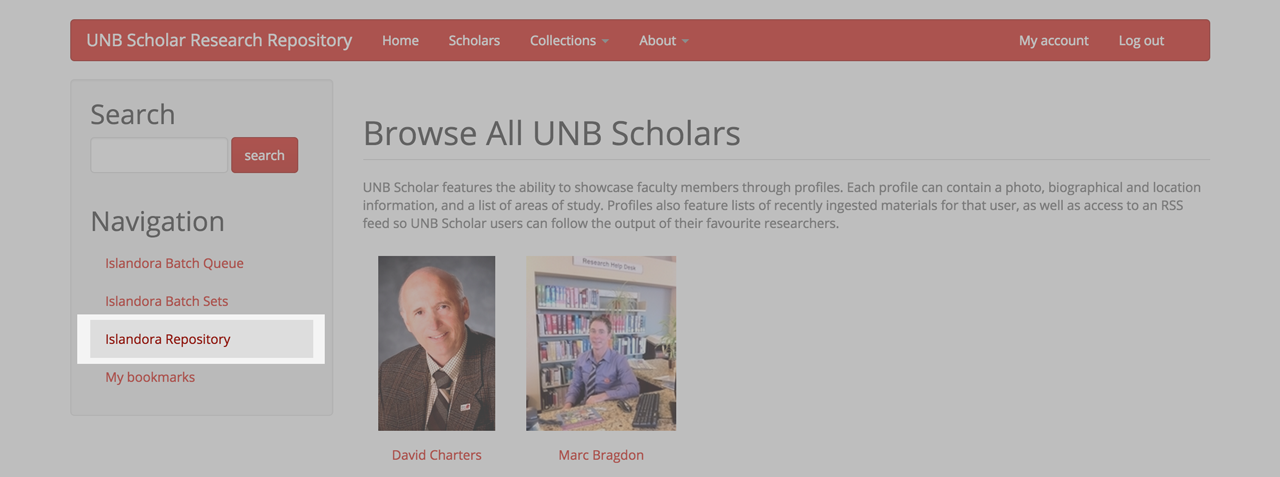 UNB Scholar Research Repository Home Scholars Collections About My account Log out
Search
search
Navigation
Islandora Batch Queue
Islandora Batch Sets
Islandora Repository
My bookmarks
Browse All UNB Scholars
UNB Scholar features the ability to showcase faculty members through profiles. Each profile can contain a photo, biographical and location
information, and a list of areas of study. Profiles also feature lists of recently ingested materials for that user, as well as access to an RSS
feed so UNB Scholar users can follow the output of their favourite researchers.
Research Help Desk
David Charters
Marc Bragdon